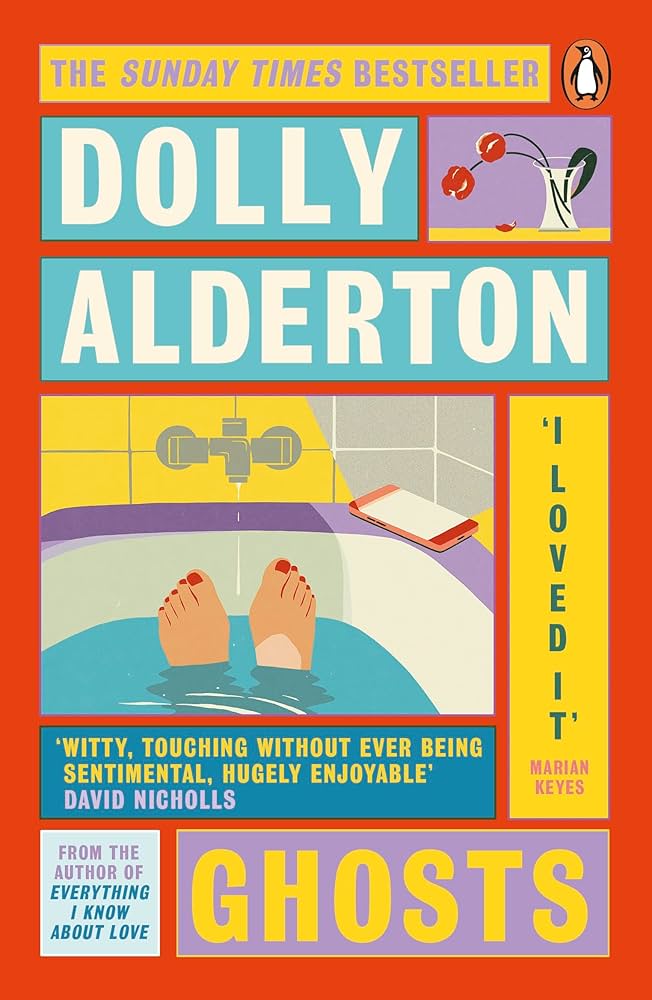 THE SUNDAY TIMES BESTSELLER
DOLLY
ALDERTON
'I LOVED IT'
MARIAN
KEYES
'WITTY, TOUCHING WITHOUT EVER BEING
SENTIMENTAL, HUGELY ENJOYABLE'
DAVID NICHOLLS
FROM THE
AUTHOR OF
EVERYTHING
I KNOW
ABOUT LOVE
GHOSTS